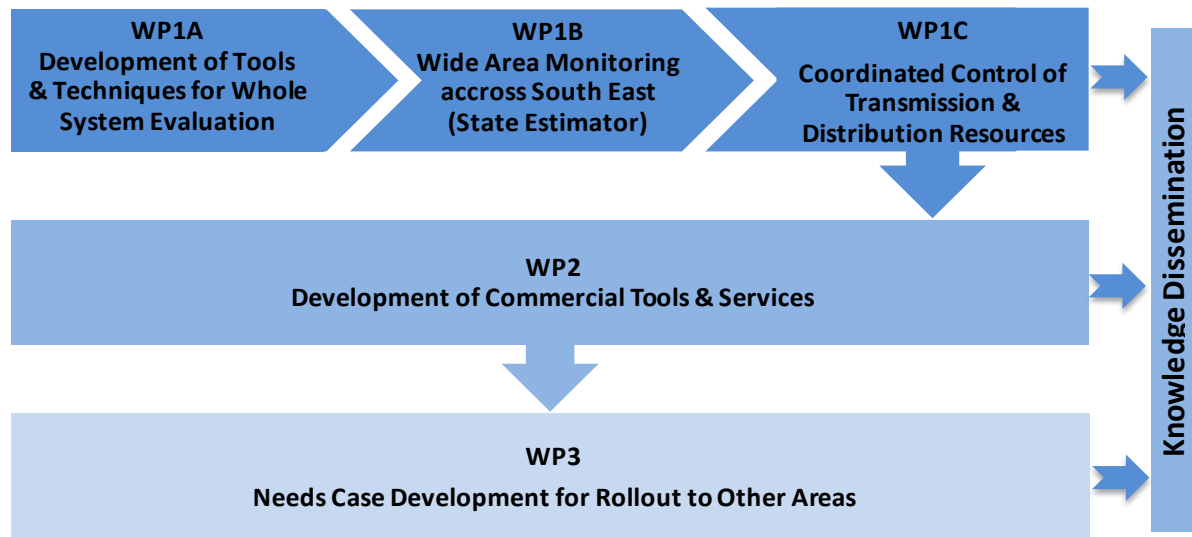 WP1A
Development of Tools
& Techniques for Whole
System Evaluation
WP1B
Wide Area Monitoring
accross South East
(State Estimator)
WP1C
Coordinated Control of
Transmission &
Distribution Resources
WP2
Development of Commercial Tools & Services
WP3
Needs Case Development for Rollout to Other Areas
Knowledge Dissemination